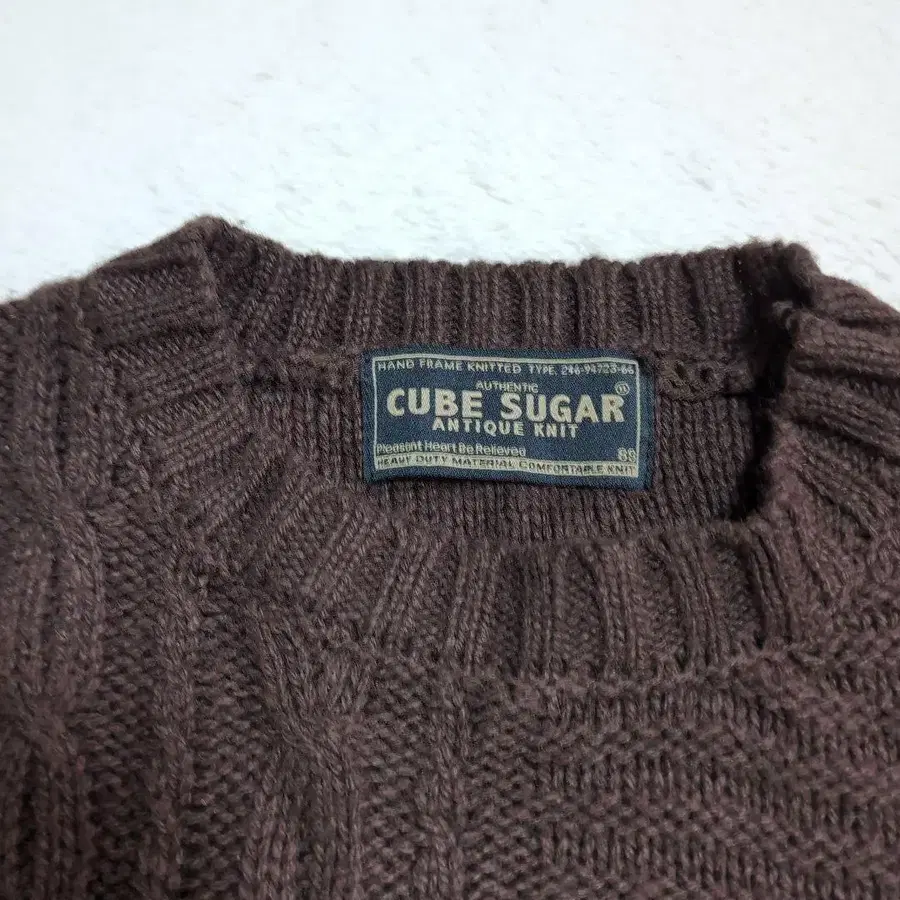 HAND FRAME KNITTED TYPE. 246-94723-66
AUTHENTIC
CUBE SUGAR ®
ANTIQUE KNIT
Pleasant Heart Be Relieved 88
HEAVY DUTY MATERIAL COMFORTABLE KNIT